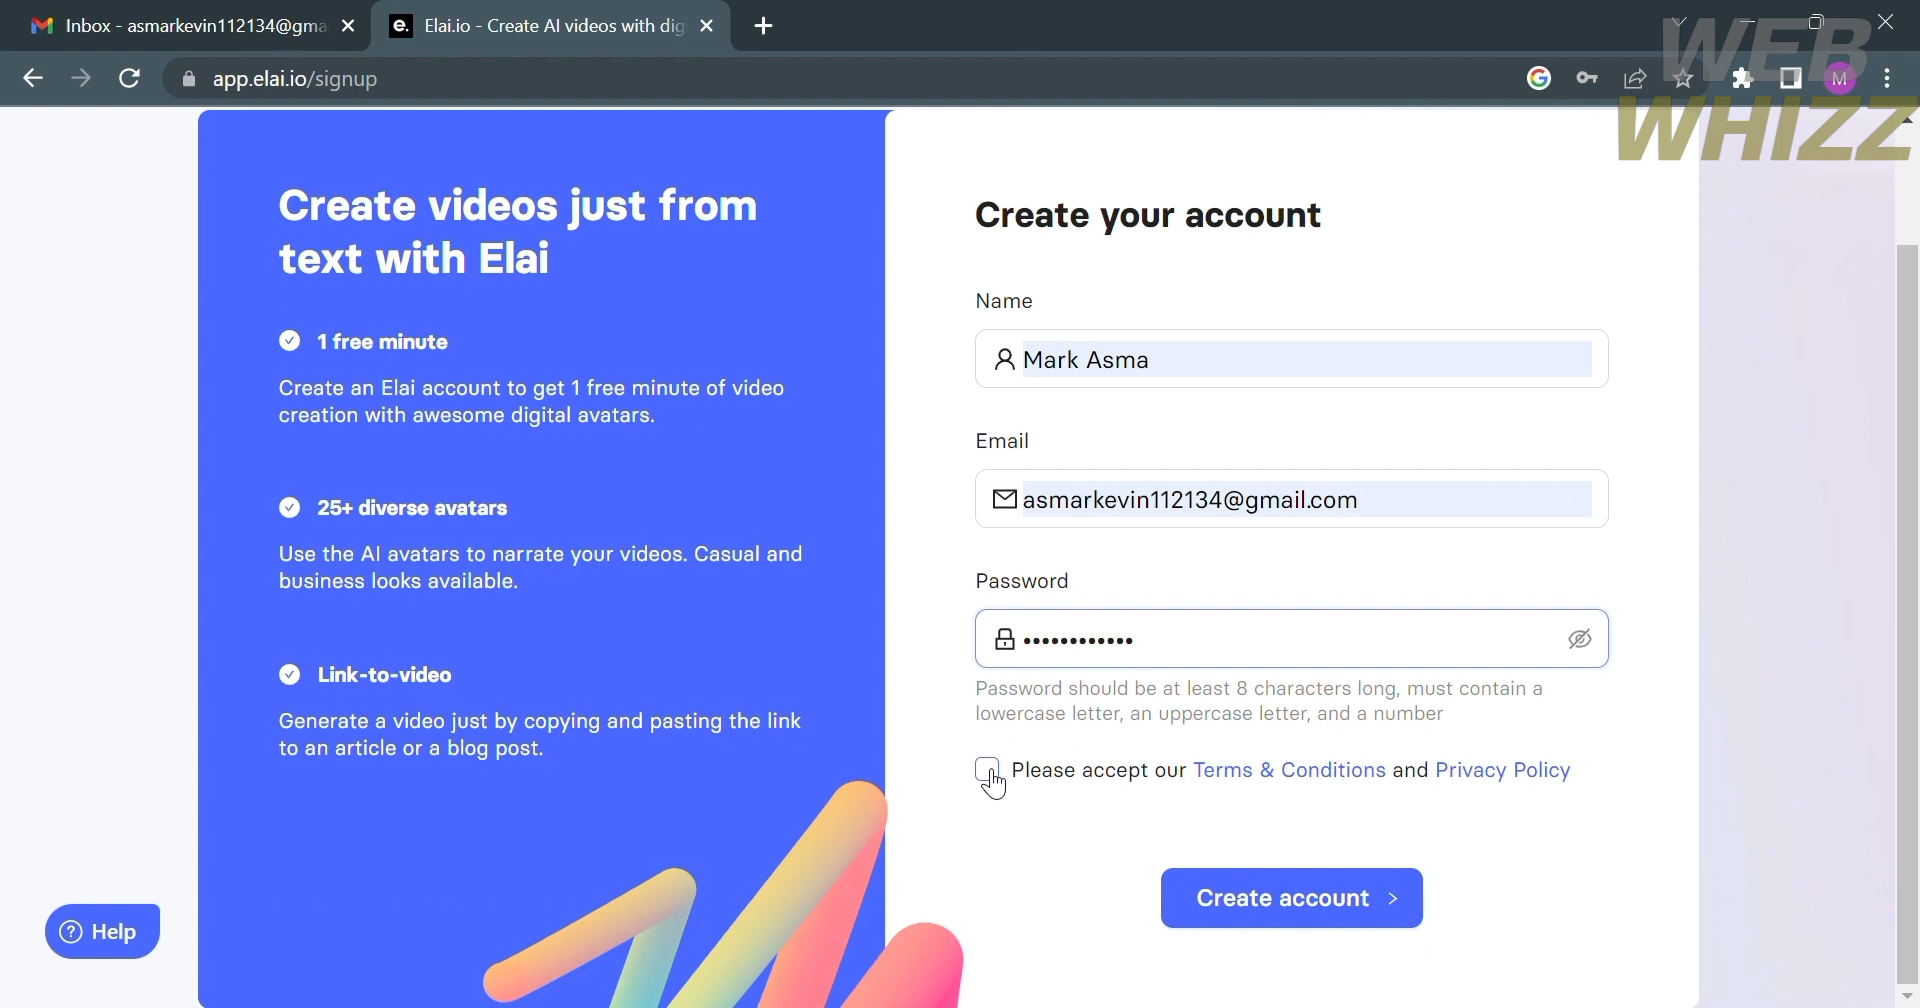 Inbox - asmarkevin112134@gma
Elai.io - Create AI videos with dig
app.elai.io/signup
M
WEB
WHIZZ
Create videos just from
text with Elai
1 free minute
Create an Elai account to get 1 free minute of video
creation with awesome digital avatars.
25+ diverse avatars
Use the AI avatars to narrate your videos. Casual and
business looks available.
Link-to-video
Generate a video just by copying and pasting the link
to an article or a blog post.
Help
Create your account
Name
Mark Asma
Email
asmarkevin112134@gmail.com
Password
••••••••••••
Password should be at least 8 characters long, must contain a
lowercase letter, an uppercase letter, and a number
Please accept our Terms & Conditions and Privacy Policy
Create account >